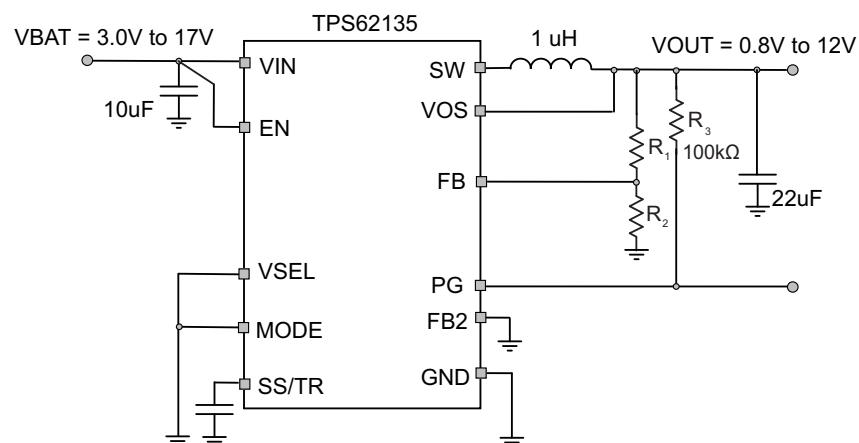 TPS62135
VBAT = 3.0V to 17V
1 uH
VOUT = 0.8V to 12V
VIN
SW
10uF
VOS
EN
R1
R3
100kΩ
FB
R2
22uF
VSEL
PG
MODE
FB2
SS/TR
GND